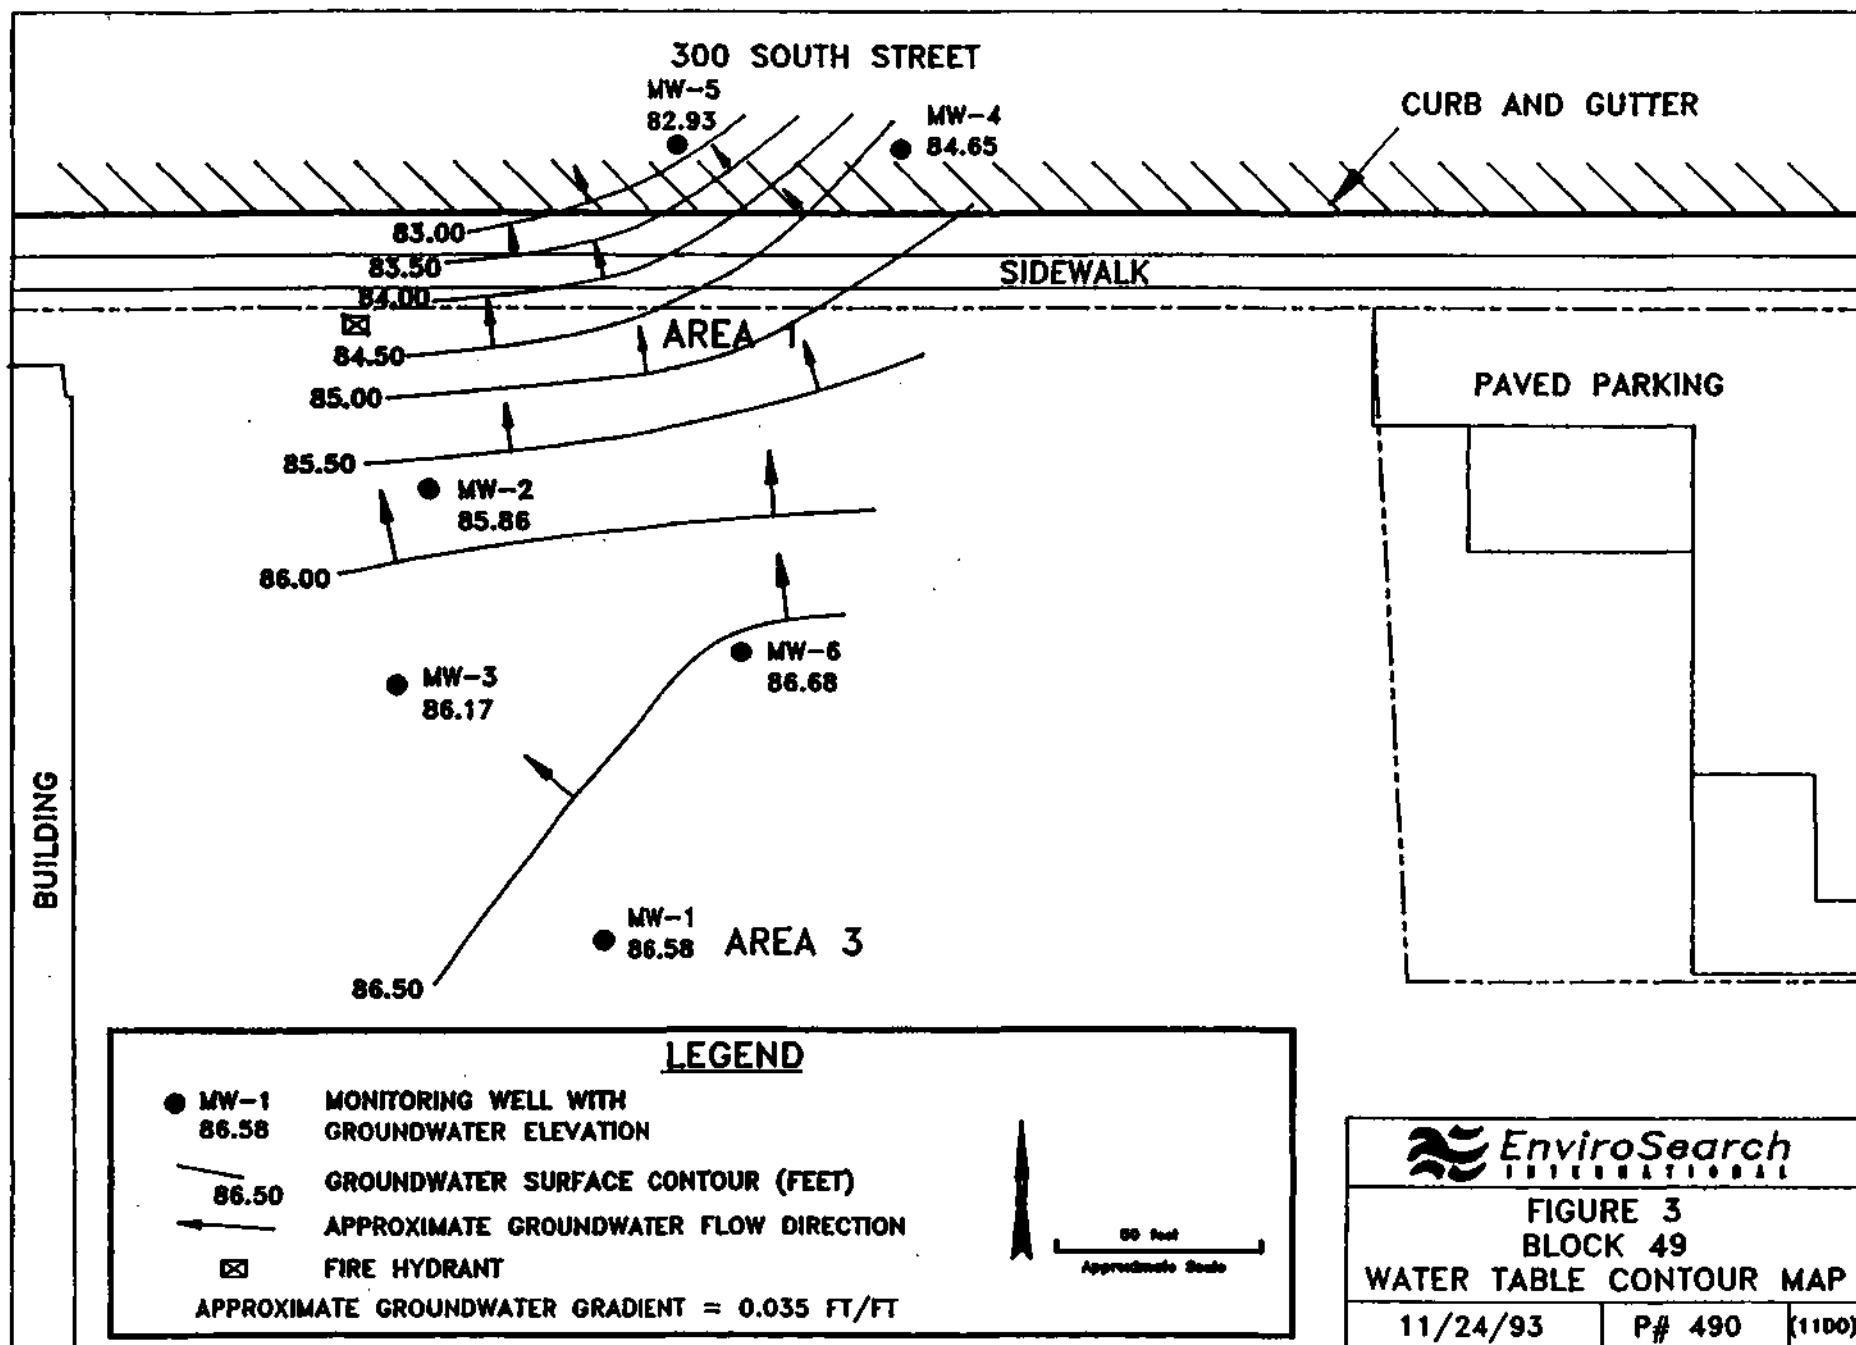 300 SOUTH STREET
MW-5
82.93
MW-4
84.65
CURB AND GUTTER
83.00
83.50
SIDEWALK
84.00
AREA 1
84.50
85.00
PAVED PARKING
85.50
MW-2
85.86
86.00
MW-3
86.17
MW-6
86.68
BUILDING
MW-1
86.58
AREA 3
86.50
LEGEND
MW-1
86.58
MONITORING WELL WITH
GROUNDWATER ELEVATION
86.50
GROUNDWATER SURFACE CONTOUR (FEET)
APPROXIMATE GROUNDWATER FLOW DIRECTION
FIRE HYDRANT
APPROXIMATE GROUNDWATER GRADIENT = 0.035 FT/FT
feet
Approximate Scale
EnviroSearch
INTERNATIONAL
FIGURE 3
BLOCK 49
WATER TABLE CONTOUR MAP
11/24/93
P# 490
(1100)